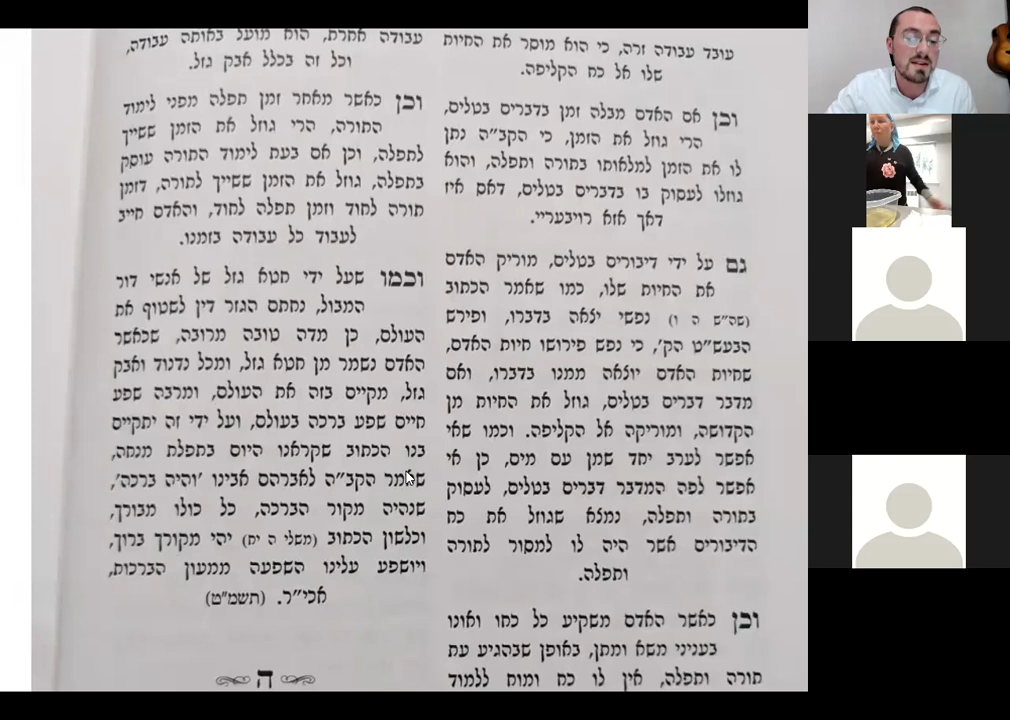 עובד עבודה זרה, כי הוא מוסר את החיות
שלו אל כח הקליפה.
וכן אם האדם מבלה זמן בדברים בטלים,
הרי גוזל את הזמן, כי הקב״ה נתן
לו את הזמן למלאותו בתורה ותפלה, והוא
גוזלו לעסוק בו בדברים בטלים, דאס איז
דאך אזא רויבעריי.
גם על ידי דיבורים בטלים, מוריק האדם
את החיות שלו, כמו שאמר הכתוב
(שה״ש ה ו) נפשי יצאה בדברו, ופירש
הבעש״ט הק׳, כי נפש פירושו חיות האדם,
שחיות האדם יוצאה ממנו בדברו, ואם
מדבר דברים בטלים, גוזל את החיות מן
הקדושה, ומוריקה אל הקליפה. וכמו שאי
אפשר לערב יחד שמן עם מים, כן אי
אפשר לפה המדבר דברים בטלים, לעסוק
בתורה ותפלה, נמצא שגוזל את כח
הדיבורים אשר היה לו למסור לתורה
ותפלה.
וכן כאשר האדם משקיע כל כחו ואונו
בעניני משא ומתן, באופן שבהגיע עת
תורה ותפלה, אין לו כח ומוח ללמוד
עבודה אחרת, הוא מועל באותה עבודה,
וכל זה בכלל אבק גזל.
וכן כאשר מאחר זמן תפלה מפני לימוד
התורה, הרי גוזל את הזמן ששייך
לתפלה, וכן אם בעת לימוד התורה עוסק
בתפלה, גוזל את הזמן ששייך לתורה, דזמן
תורה לחוד וזמן תפלה לחוד, והאדם חייב
לעבוד כל עבודה בזמנו.
וכמו שעל ידי חטא גזל של אנשי דור
המבול, נחתם הגזר דין לשטוף את
העולם, כן מדה טובה מרובה, שכאשר
האדם נשמר מן חטא גזל, ומכל נדנוד ואבק
גזל, מקיים בזה את העולם, ומרבה שפע
חיים שפע ברכה בעולם, ועל ידי זה יתקיים
בנו הכתוב שקראנו היום בתפלת מנחה,
שאמר הקב״ה לאברהם אבינו ׳והיה ברכה׳,
שנהיה מקור הברכה, כל כולו מבורך,
וכלשון הכתוב (משלי ה יח) יהי מקורך ברוך,
ויושפע עלינו השפעה ממעון הברכות,
אכי״ר. (תשמ״ט)
ה